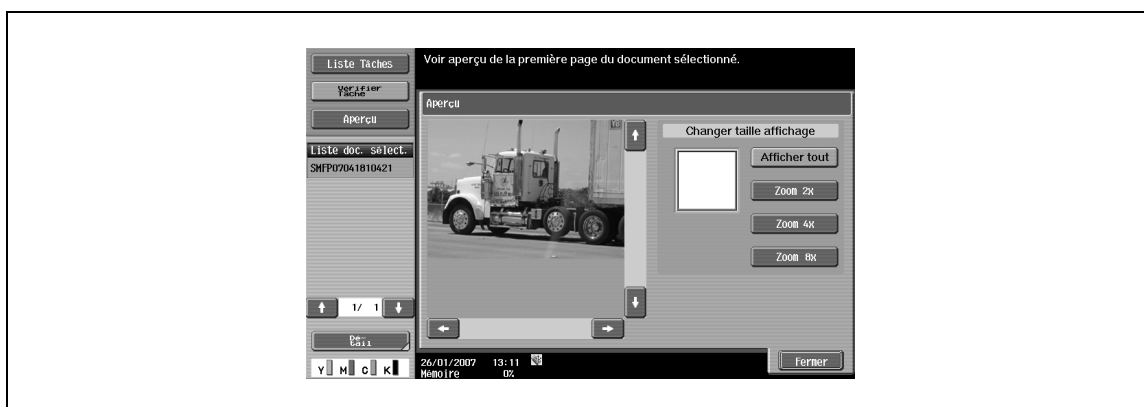 Liste Tâches
Vérifier
Tâche
Aperçu
Liste doc. sélect.
SMFP07041810421
1/ 1
Dé-
tail
Y M C K
Voir aperçu de la première page du document sélectionné.
Aperçu
Changer taille affichage
Afficher tout
Zoom 2x
Zoom 4x
Zoom 8x
26/01/2007 13:11
Mémoire 0%
Fermer